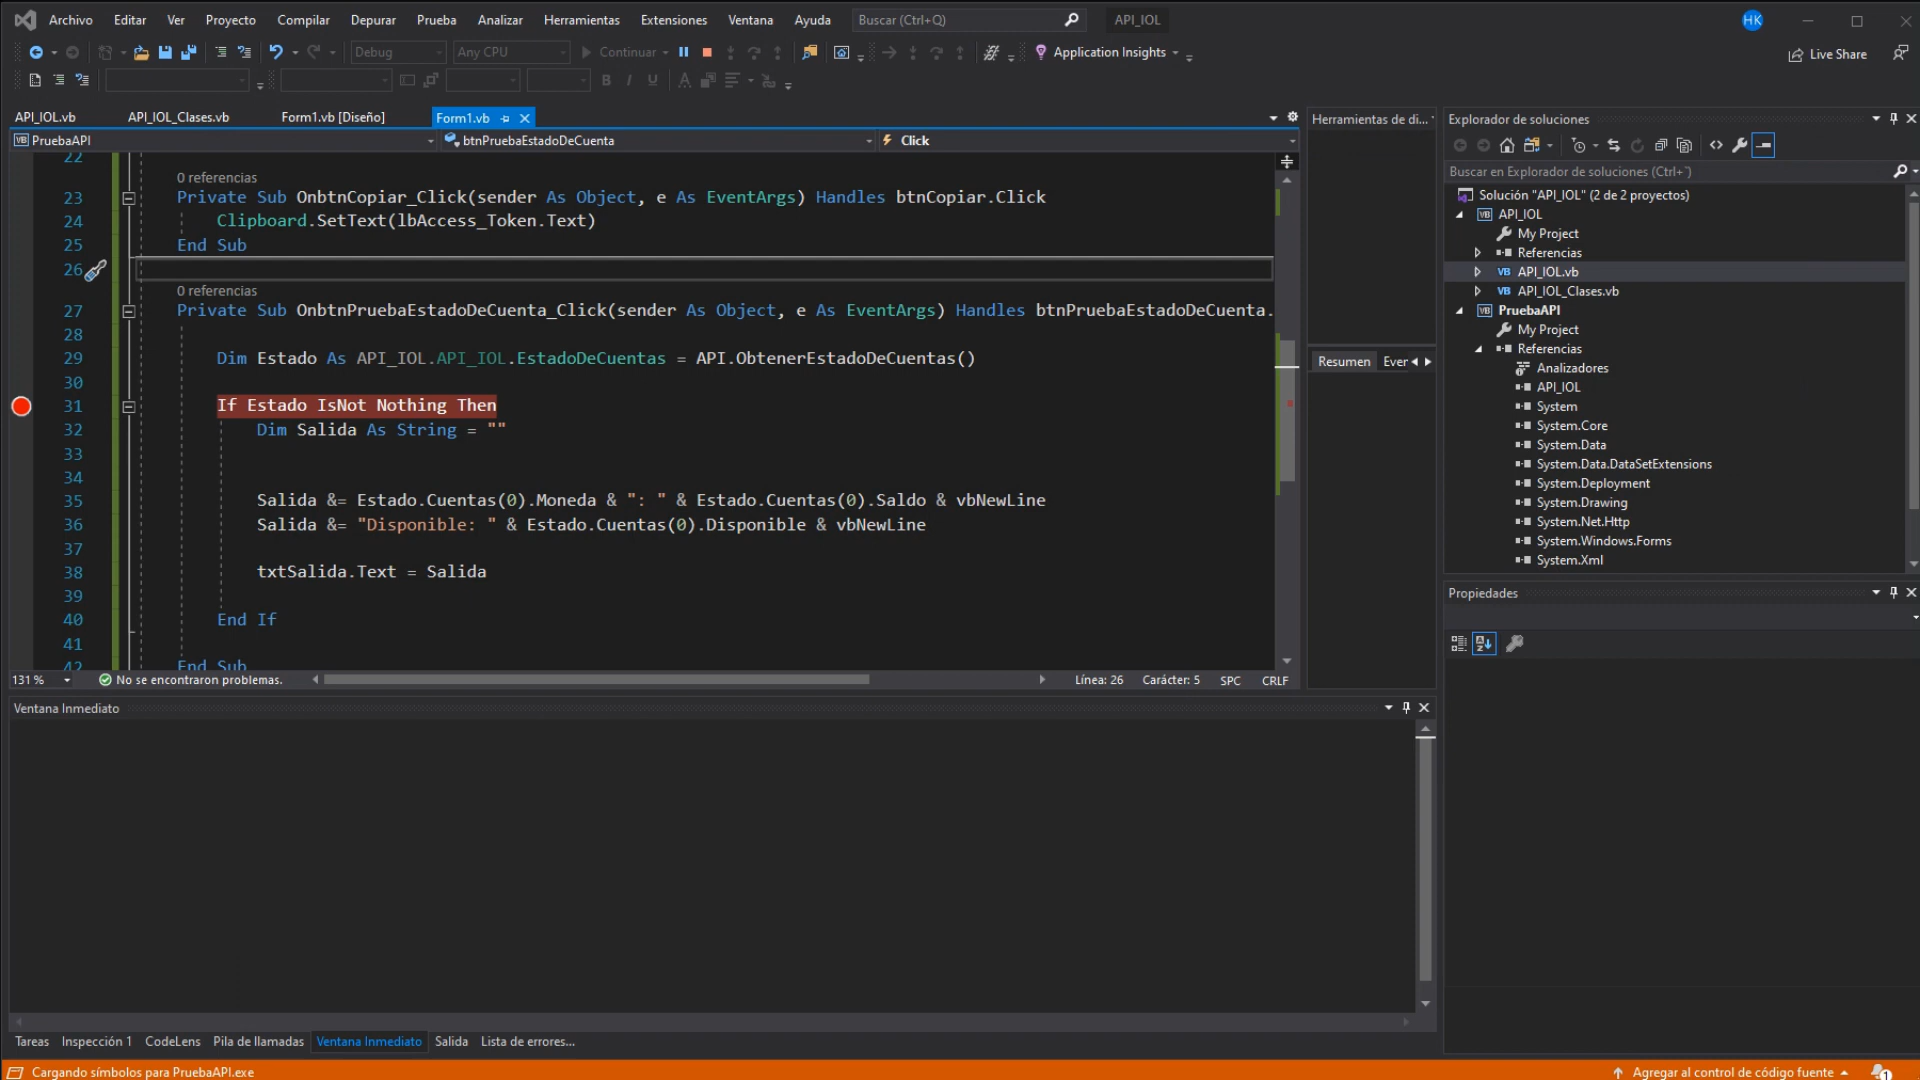 Archivo Editar Ver Proyecto Compilar Depurar Prueba Analizar Herramientas Extensiones Ventana Ayuda Buscar (Ctrl+Q) API_IOL HK
Debug Any CPU Continuar Application Insights Live Share
API_IOL.vb API_IOL_Clases.vb Form1.vb [Diseño] Form1.vb
PruebaAPI btnPruebaEstadoDeCuenta Click
22
0 referencias
23 Private Sub OnbtnCopiar_Click(sender As Object, e As EventArgs) Handles btnCopiar.Click
24 Clipboard.SetText(lbAccess_Token.Text)
25 End Sub
26
0 referencias
27 Private Sub OnbtnPruebaEstadoDeCuenta_Click(sender As Object, e As EventArgs) Handles btnPruebaEstadoDeCuenta.
28
29 Dim Estado As API_IOL.API_IOL.EstadoDeCuentas = API.ObtenerEstadoDeCuentas()
30
31 If Estado IsNot Nothing Then
32 Dim Salida As String = ""
33
34
35 Salida &= Estado.Cuentas(0).Moneda & ": " & Estado.Cuentas(0).Saldo & vbNewLine
36 Salida &= "Disponible: " & Estado.Cuentas(0).Disponible & vbNewLine
37
38 txtSalida.Text = Salida
39
40 End If
41
42 End Sub
131 % No se encontraron problemas. Línea: 26 Carácter: 5 SPC CRLF
Herramientas de di...
Resumen Ever
Explorador de soluciones
Buscar en Explorador de soluciones (Ctrl+´)
Solución "API_IOL" (2 de 2 proyectos)
API_IOL
My Project
Referencias
API_IOL.vb
API_IOL_Clases.vb
PruebaAPI
My Project
Referencias
Analizadores
API_IOL
System
System.Core
System.Data
System.Data.DataSetExtensions
System.Deployment
System.Drawing
System.Net.Http
System.Windows.Forms
System.Xml
Propiedades
Ventana Inmediato
Tareas Inspección 1 CodeLens Pila de llamadas Ventana Inmediato Salida Lista de errores...
Cargando símbolos para PruebaAPI.exe Agregar al control de código fuente 1